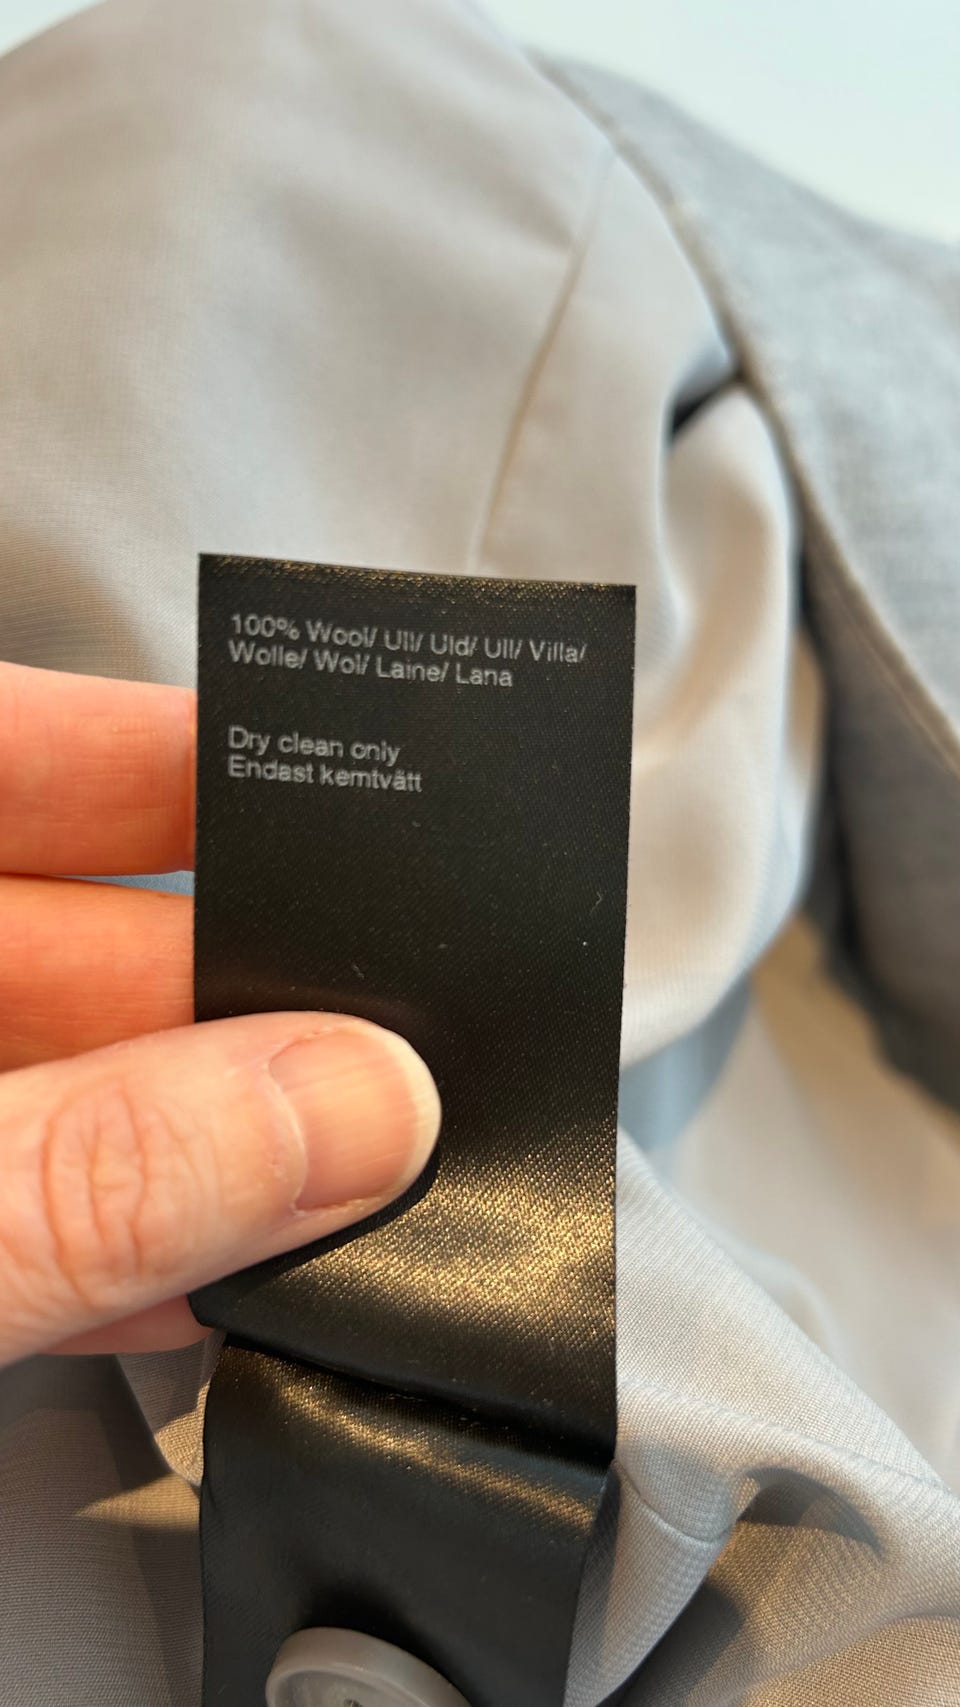 100% Wool/ Ull/ Uld/ Ull/ Villa/
Wolle/ Wol/ Laine/ Lana
Dry clean only
Endast kemtvätt